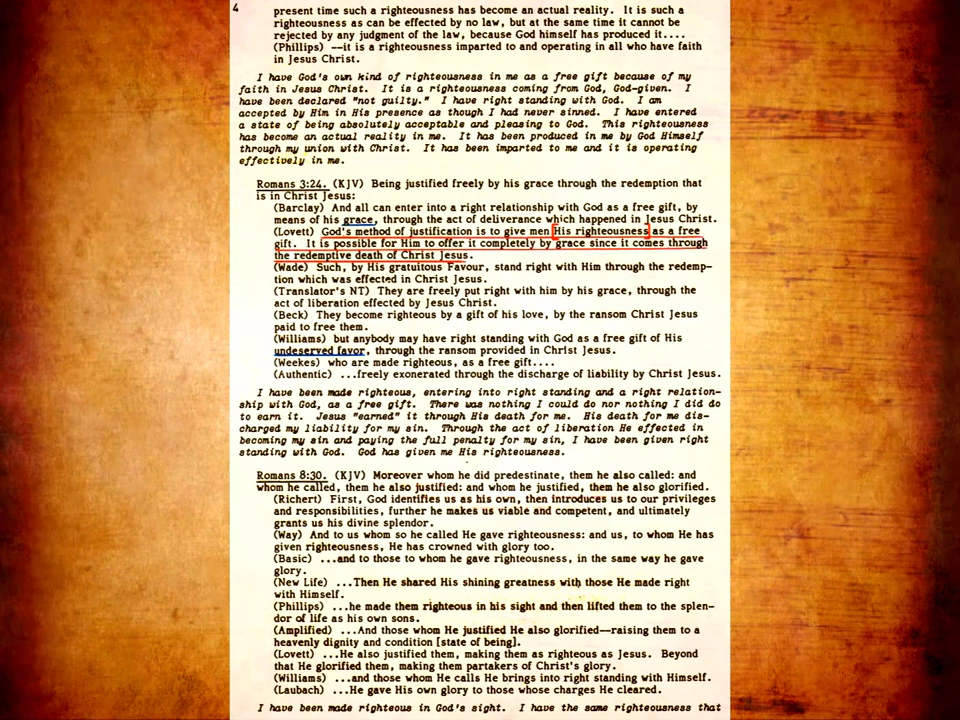 4
present time such a righteousness has become an actual reality. It is such a
righteousness as can be effected by no law, but at the same time it cannot be
rejected by any judgment of the law, because God himself has produced it....
(Phillips) --it is a righteousness imparted to and operating in all who have faith
in Jesus Christ.
I have God's own kind of righteousness in me as a free gift because of my
faith in Jesus Christ. It is a righteousness coming from God, God-given. I
have been declared "not guilty." I have right standing with God. I am
accepted by Him in His presence as though I had never sinned. I have entered
a state of being absolutely acceptable and pleasing to God. This righteousness
has become an actual reality in me. It has been produced in me by God Himself
through my union with Christ. It has been imparted to me and it is operating
effectively in me.
Romans 3:24. (KJV) Being justified freely by his grace through the redemption that
is in Christ Jesus:
(Barclay) And all can enter into a right relationship with God as a free gift, by
means of his grace, through the act of deliverance which happened in Jesus Christ.
(Lovett) God's method of justification is to give men His righteousness as a free
gift. It is possible for Him to offer it completely by grace since it comes through
the redemptive death of Christ Jesus.
(Wade) Such, by His gratuitous Favour, stand right with Him through the redemp-
tion which was effected in Christ Jesus.
(Translator's NT) They are freely put right with him by his grace, through the
act of liberation effected by Jesus Christ.
(Beck) They become righteous by a gift of his love, by the ransom Christ Jesus
paid to free them.
(Williams) but anybody may have right standing with God as a free gift of His
undeserved favor, through the ransom provided in Christ Jesus.
(Weekes) who are made righteous, as a free gift....
(Authentic) ...freely exonerated through the discharge of liability by Christ Jesus.
I have been made righteous, entering into right standing and a right relation-
ship with God, as a free gift. There was nothing I could do nor nothing I did do
to earn it. Jesus "earned" it through His death for me. His death for me dis-
charged my liability for my sin. Through the act of liberation He effected in
becoming my sin and paying the full penalty for my sin, I have been given right
standing with God. God has given me His righteousness.
Romans 8:30. (KJV) Moreover whom he did predestinate, them he also called: and
whom he called, them he also justified: and whom he justified, them he also glorified.
(Richert) First, God identifies us as his own, then introduces us to our privileges
and responsibilities, further he makes us viable and competent, and ultimately
grants us his divine splendor.
(Way) And to us whom so he called He gave righteousness: and us, to whom He has
given righteousness, He has crowned with glory too.
(Basic) ...and to those to whom he gave righteousness, in the same way he gave
glory.
(New Life) ...Then He shared His shining greatness with those He made right
with Himself.
(Phillips) ...he made them righteous in his sight and then lifted them to the splen-
dor of life as his own sons.
(Amplified) ...And those whom He justified He also glorified--raising them to a
heavenly dignity and condition [state of being].
(Lovett) ...He also justified them, making them as righteous as Jesus. Beyond
that He glorified them, making them partakers of Christ's glory.
(Williams) ...and those whom He calls He brings into right standing with Himself.
(Laubach) ...He gave His own glory to those whose charges He cleared.
I have been made righteous in God's sight. I have the same righteousness that